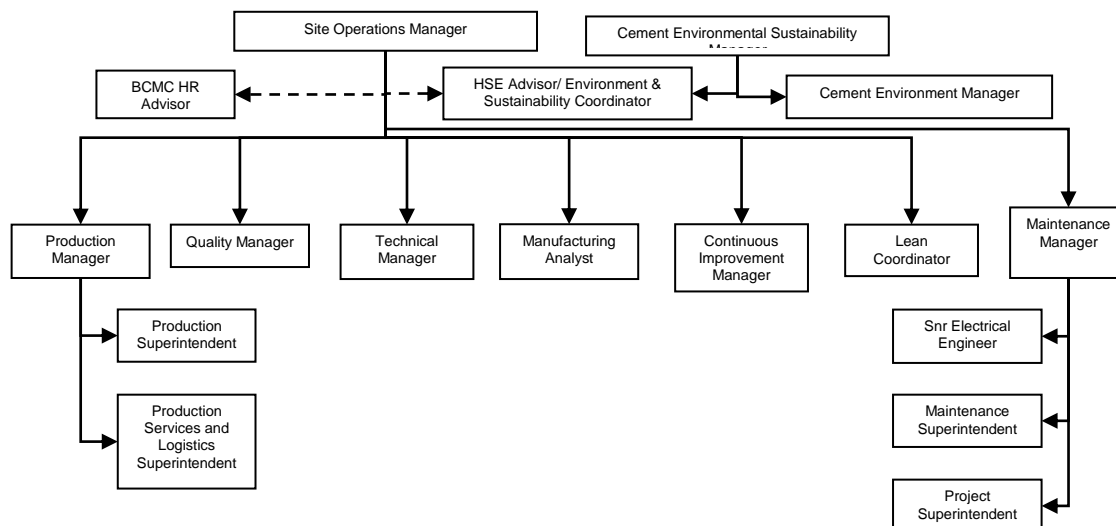 Site Operations Manager
Cement Environmental Sustainability
Manager
BCMC HR
Advisor
HSE Advisor/ Environment &
Sustainability Coordinator
Cement Environment Manager
Production
Manager
Quality Manager
Technical
Manager
Manufacturing
Analyst
Continuous
Improvement
Manager
Lean
Coordinator
Maintenance
Manager
Production
Superintendent
Snr Electrical
Engineer
Production
Services and
Logistics
Superintendent
Maintenance
Superintendent
Project
Superintendent